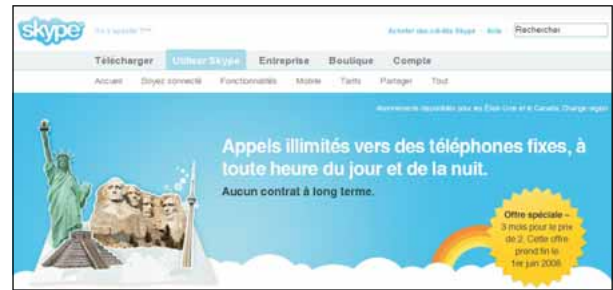 skype
Acheter des crédits Skype Aide Rechercher
Télécharger Utiliser Skype Entreprise Boutique Compte
Accueil Soyez connecté Fonctionnalités Mobile Tarifs Partager Tout
Abonnements disponibles pour les États-Unis et le Canada. Change region
Appels illimités vers des téléphones fixes, à
toute heure du jour et de la nuit.
Aucun contrat à long terme.
Offre spéciale –
3 mois pour le prix
de 2. Cette offre
prend fin le
1er juin 2008.